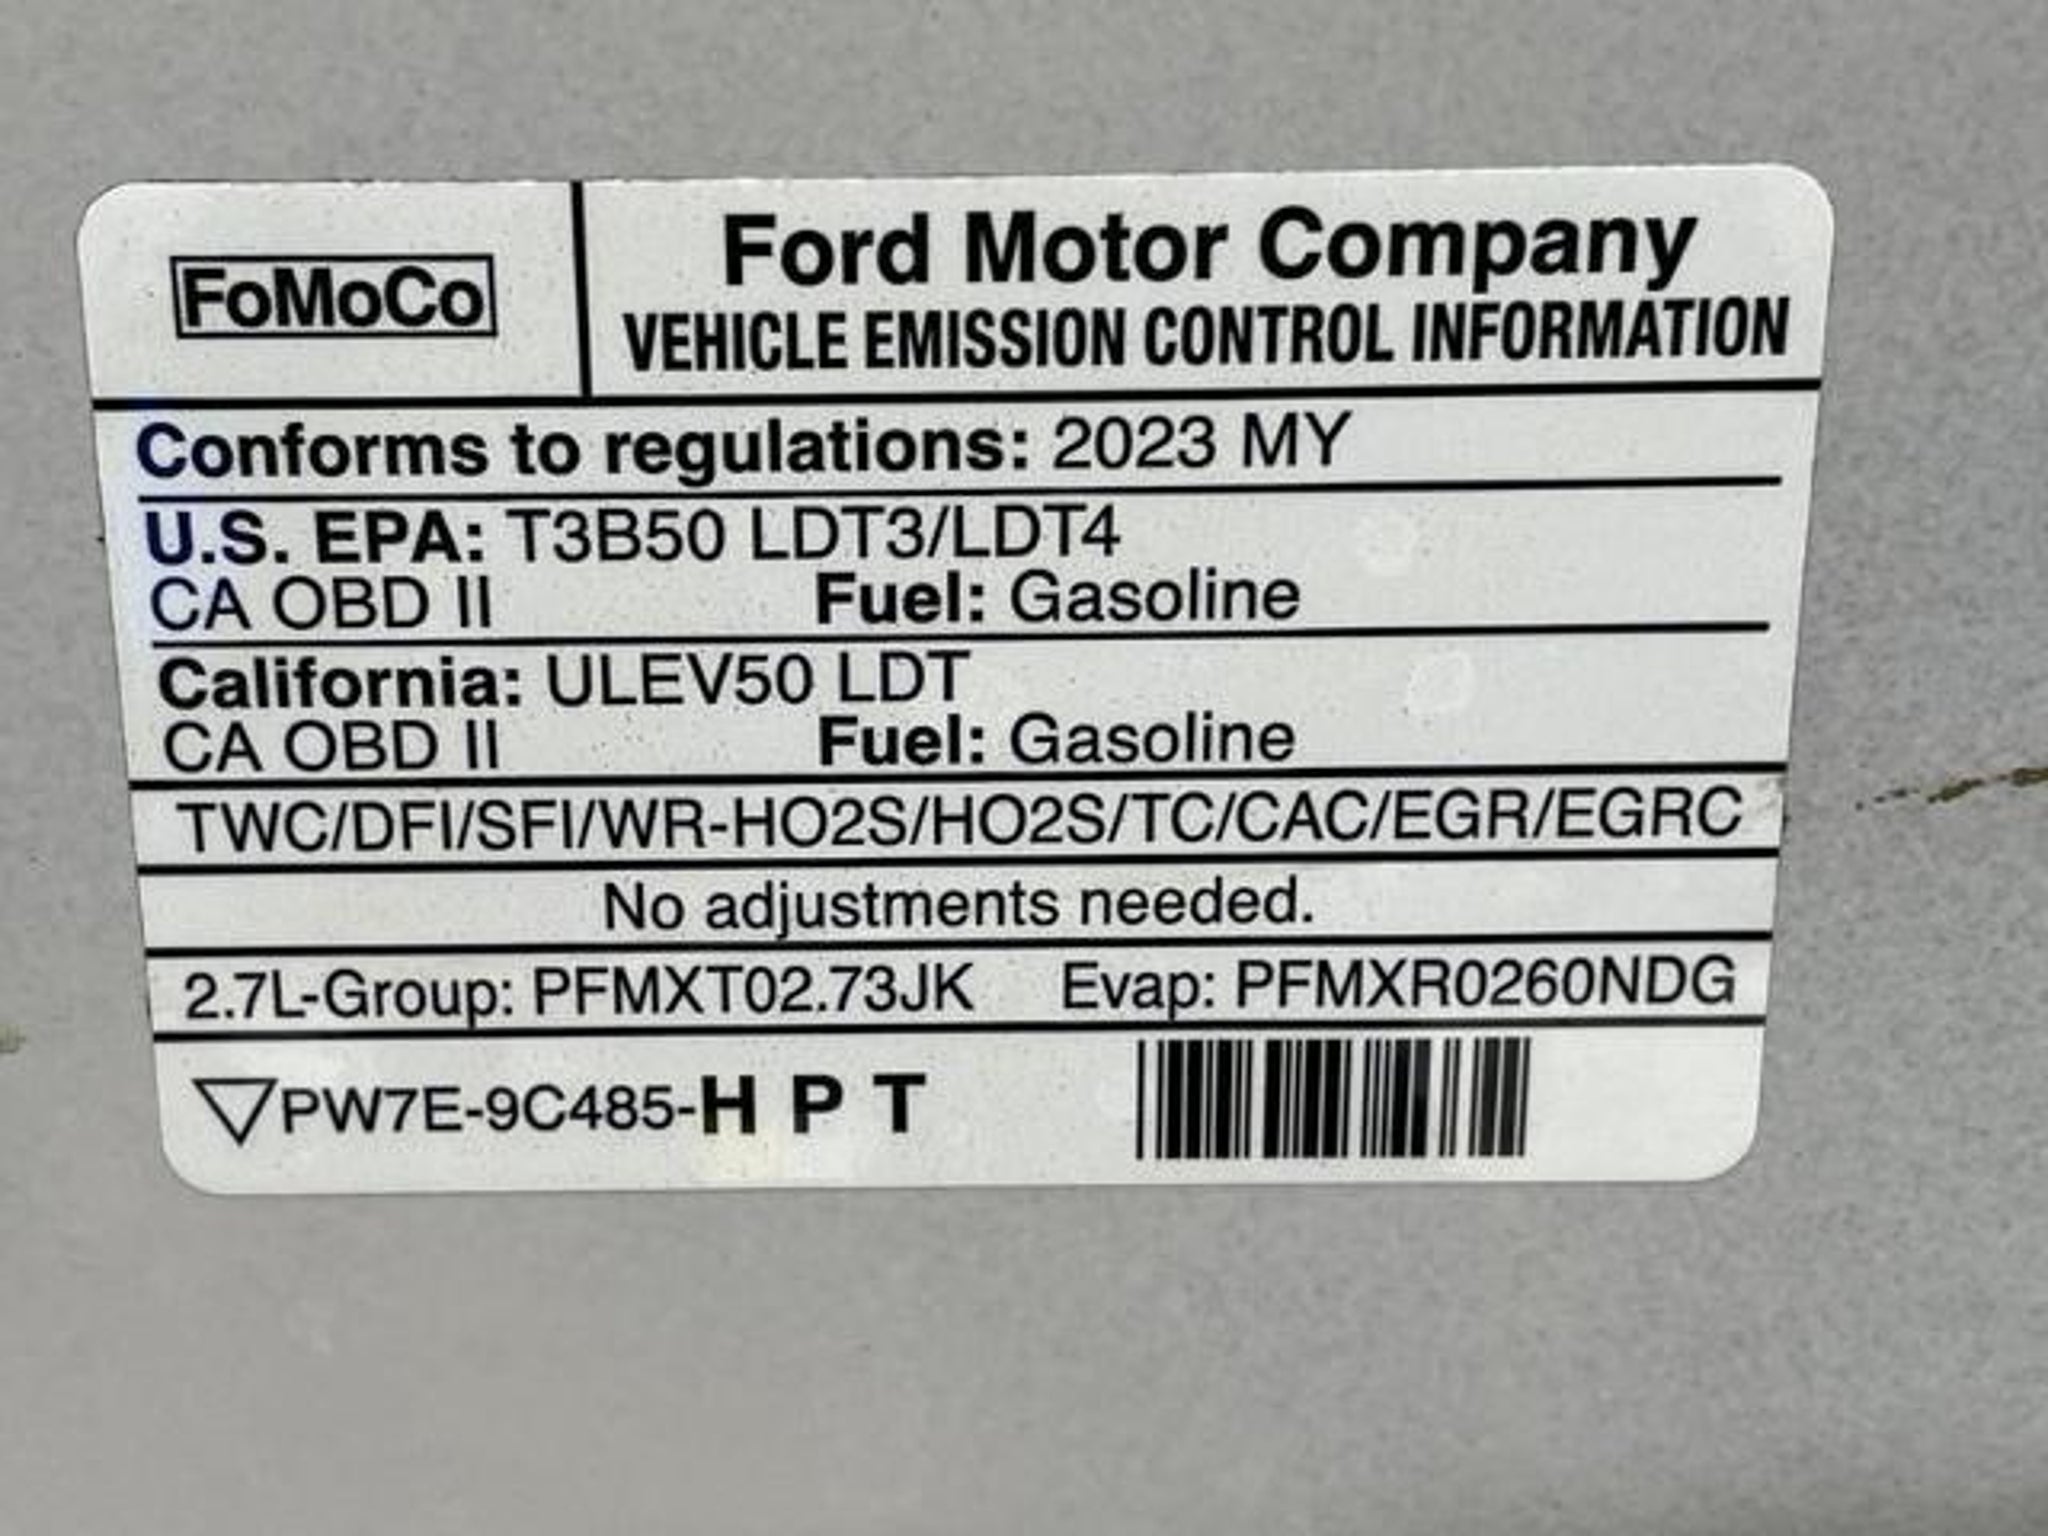 FoMoCo
Ford Motor Company
VEHICLE EMISSION CONTROL INFORMATION
Conforms to regulations: 2023 MY
U.S. EPA: T3B50 LDT3/LDT4
CA OBD II Fuel: Gasoline
California: ULEV50 LDT
CA OBD II Fuel: Gasoline
TWC/DFI/SFI/WR-HO2S/HO2S/TC/CAC/EGR/EGRC
No adjustments needed.
2.7L-Group: PFMXT02.73JK Evap: PFMXR0260NDG
PW7E-9C485-H P T